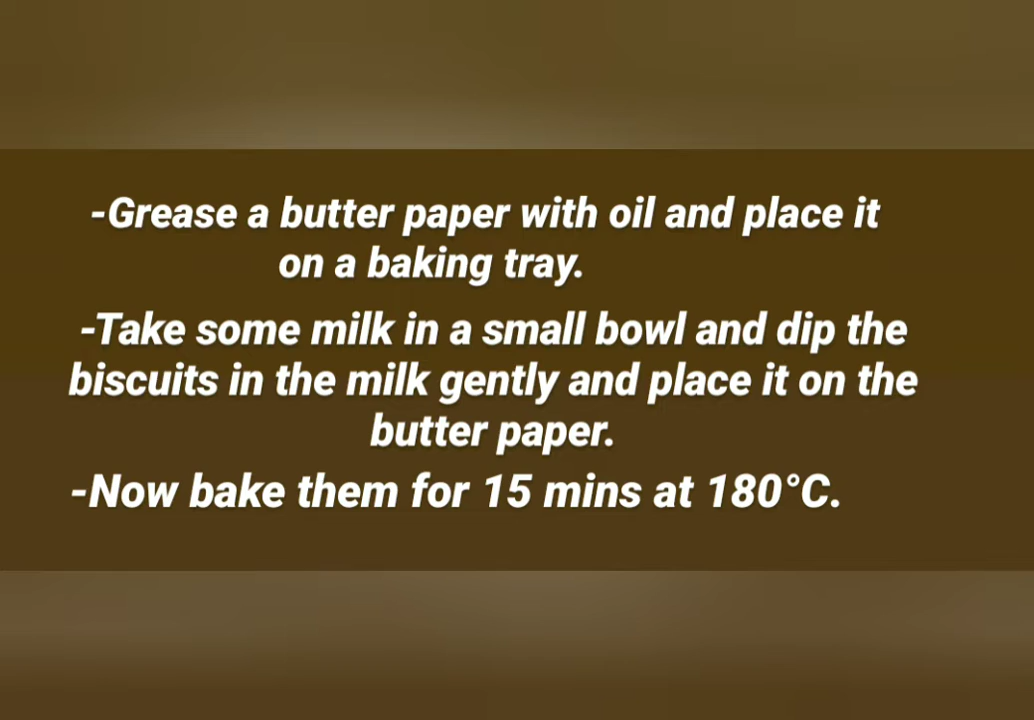 -Grease a butter paper with oil and place it
on a baking tray.
-Take some milk in a small bowl and dip the
biscuits in the milk gently and place it on the
butter paper.
-Now bake them for 15 mins at 180°C.